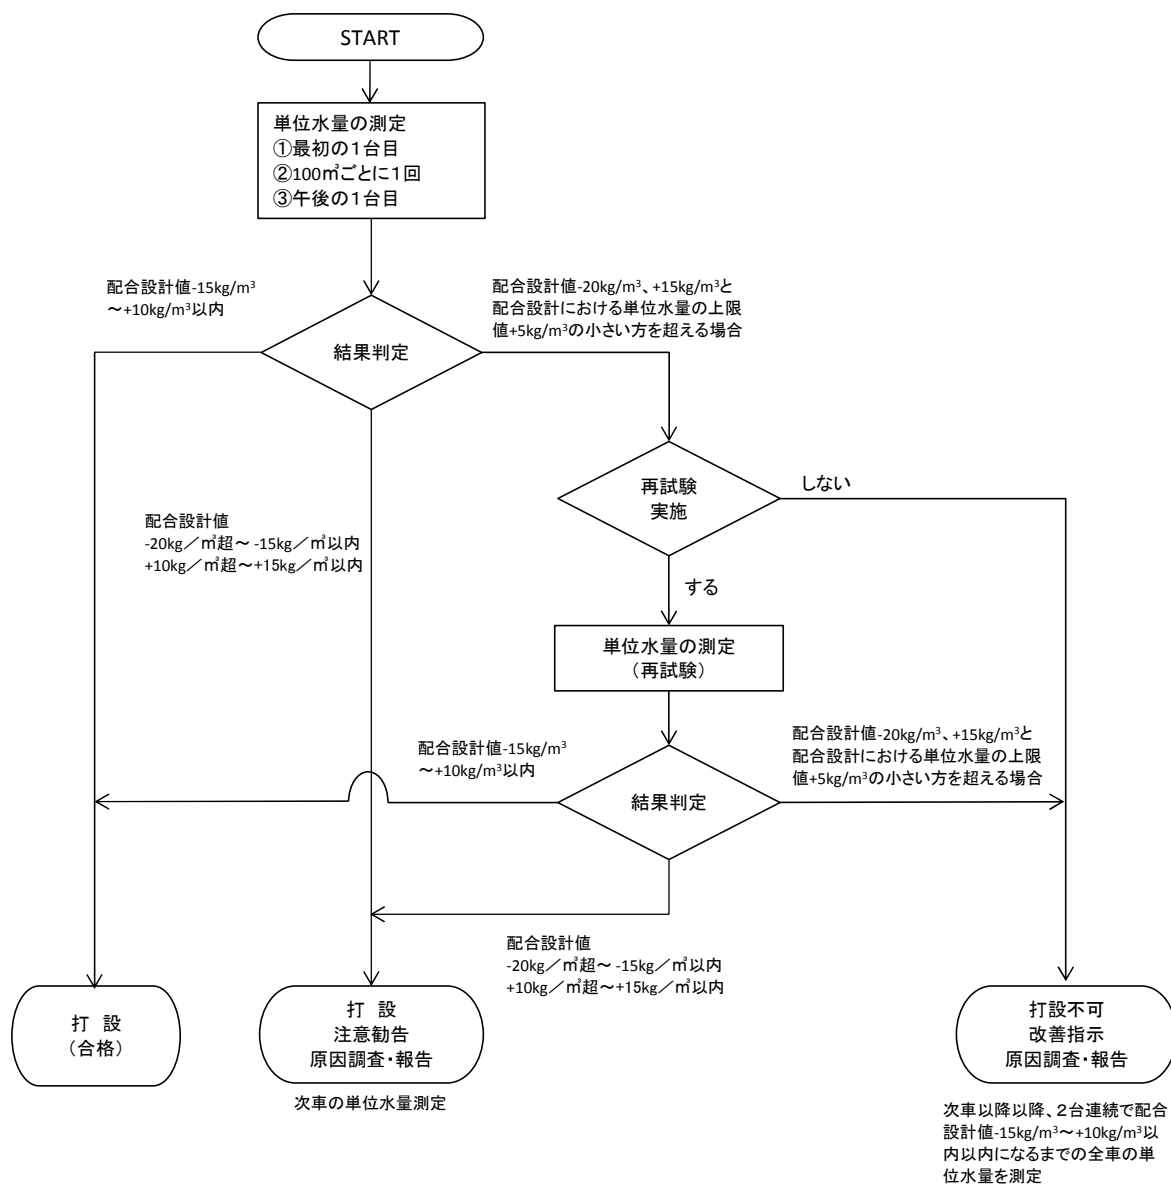 START
単位水量の測定
①最初の1台目
②100㎥ごとに1回
③午後の1台目
配合設計値-15kg/m³
～+10kg/m³以内
配合設計値-20kg/m³、+15kg/m³と
配合設計における単位水量の上限
値+5kg/m³の小さい方を超える場合
結果判定
再試験
実施
しない
配合設計値
-20kg／㎥超～ -15kg／㎥以内
+10kg／㎥超～+15kg／㎥以内
する
単位水量の測定
（再試験）
配合設計値-15kg/m³
～+10kg/m³以内
配合設計値-20kg/m³、+15kg/m³と
配合設計における単位水量の上限
値+5kg/m³の小さい方を超える場合
結果判定
配合設計値
-20kg／㎥超～ -15kg／㎥以内
+10kg／㎥超～+15kg／㎥以内
打 設
（合格）
打 設
注意勧告
原因調査・報告
次車の単位水量測定
打設不可
改善指示
原因調査・報告
次車以降以降、２台連続で配合
設計値-15kg/m³～+10kg/m³以
内以内になるまでの全車の単
位水量を測定